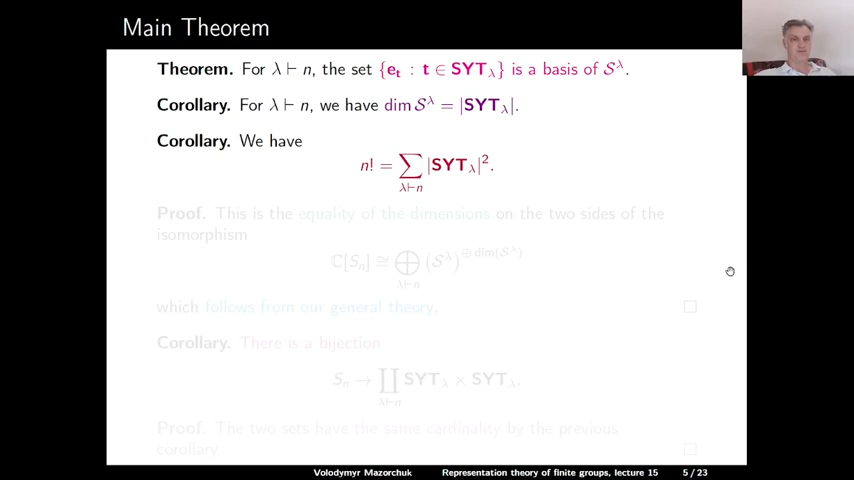 Main Theorem
Theorem. For λ ⊢ n, the set {e_t : t ∈ SYT_λ} is a basis of 𝒮^λ.
Corollary. For λ ⊢ n, we have dim 𝒮^λ = |SYT_λ|.
Corollary. We have
n! = ∑_{λ⊢n} |SYT_λ|².
Proof. This is the equality of the dimensions on the two sides of the
isomorphism
ℂ[S_n] ≅ ⨁_{λ⊢n} (𝒮^λ)^{⊕ dim(𝒮^λ)}
which follows from our general theory. □
Corollary. There is a bijection
S_n → ∐_{λ⊢n} SYT_λ × SYT_λ.
Proof. The two sets have the same cardinality by the previous
corollary. □
Volodymyr Mazorchuk Representation theory of finite groups, lecture 15 5 / 23